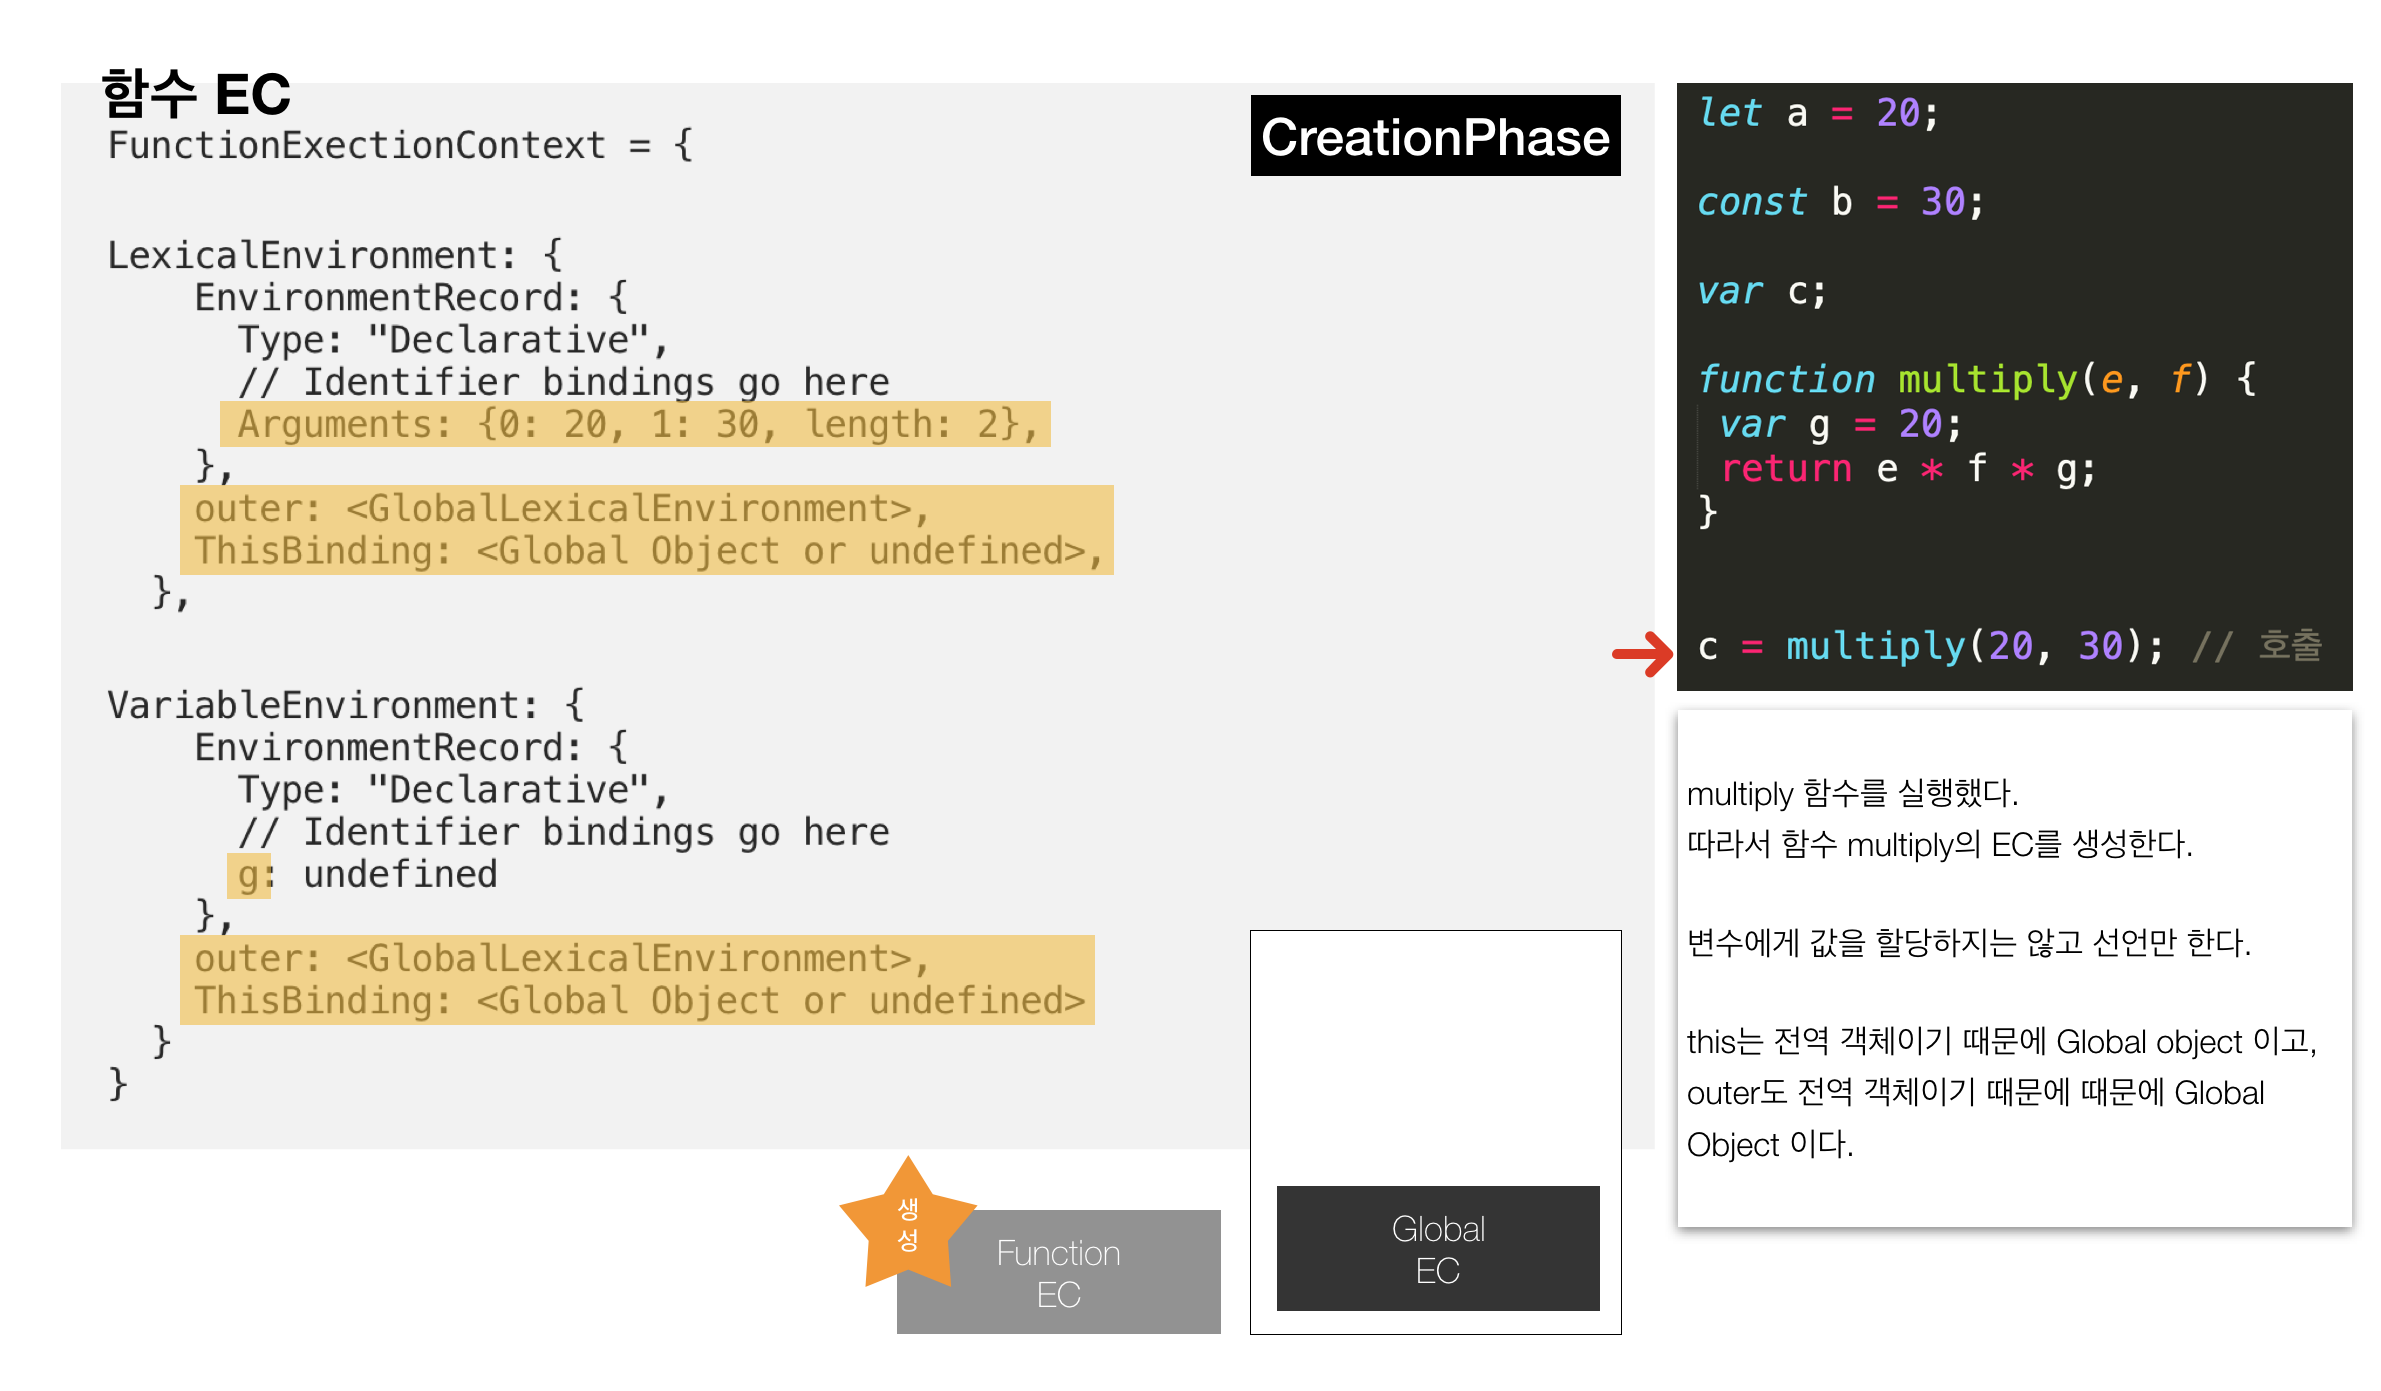 함수 EC
FunctionExectionContext = {
LexicalEnvironment: {
EnvironmentRecord: {
Type: "Declarative",
// Identifier bindings go here
Arguments: {0: 20, 1: 30, length: 2},
},
outer: <GlobalLexicalEnvironment>,
ThisBinding: <Global Object or undefined>,
},
VariableEnvironment: {
EnvironmentRecord: {
Type: "Declarative",
// Identifier bindings go here
g: undefined
},
outer: <GlobalLexicalEnvironment>,
ThisBinding: <Global Object or undefined>
}
}
CreationPhase
생
성
Function
EC
Global
EC
let a = 20;
const b = 30;
var c;
function multiply(e, f) {
var g = 20;
return e * f * g;
}
c = multiply(20, 30); // 호출
multiply 함수를 실행했다.
따라서 함수 multiply의 EC를 생성한다.
변수에게 값을 할당하지는 않고 선언만 한다.
this는 전역 객체이기 때문에 Global object 이고,
outer도 전역 객체이기 때문에 때문에 Global
Object 이다.